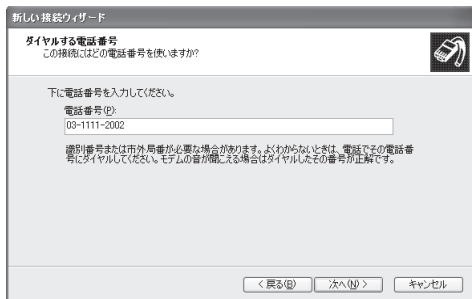 新しい接続ウィザード
ダイヤルする電話番号
この接続にはどの電話番号を使いますか?
下に電話番号を入力してください。
電話番号(P):
03-1111-2002
識別番号または市外局番が必要な場合があります。よくわからないときは、電話でその電話番
号にダイヤルしてください。モデムの音が聞こえる場合はダイヤルしたその番号が正解です。
< 戻る(B) 次へ(N) > キャンセル